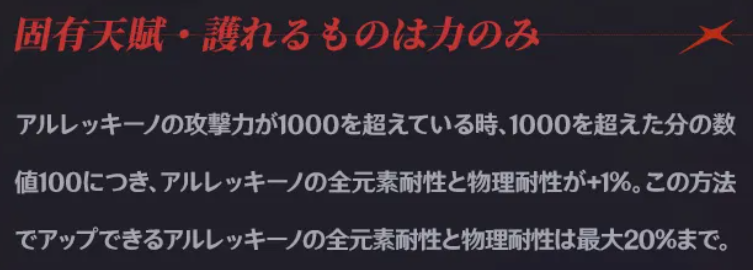 固有天賦・護れるものは力のみ
アルレッキーノの攻撃力が1000を超えている時、1000を超えた分の数
値100につき、アルレッキーノの全元素耐性と物理耐性が+1%。この方法
でアップできるアルレッキーノの全元素耐性と物理耐性は最大20%まで。